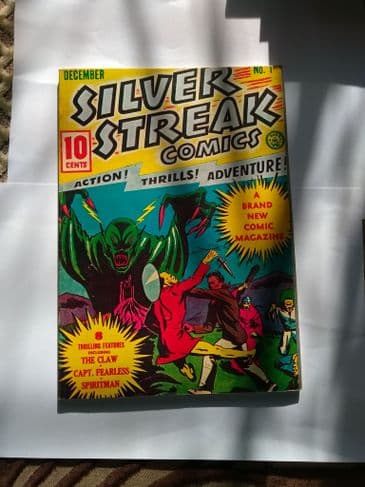 DECEMBER
NO. 1
SILVER
STREAK
COMICS
10
CENTS
ACTION! THRILLS! ADVENTURE!
A
BRAND
NEW
COMIC
MAGAZINE
8
THRILLING FEATURES
INCLUDING
THE CLAW
CAPT. FEARLESS
SPIRITMAN